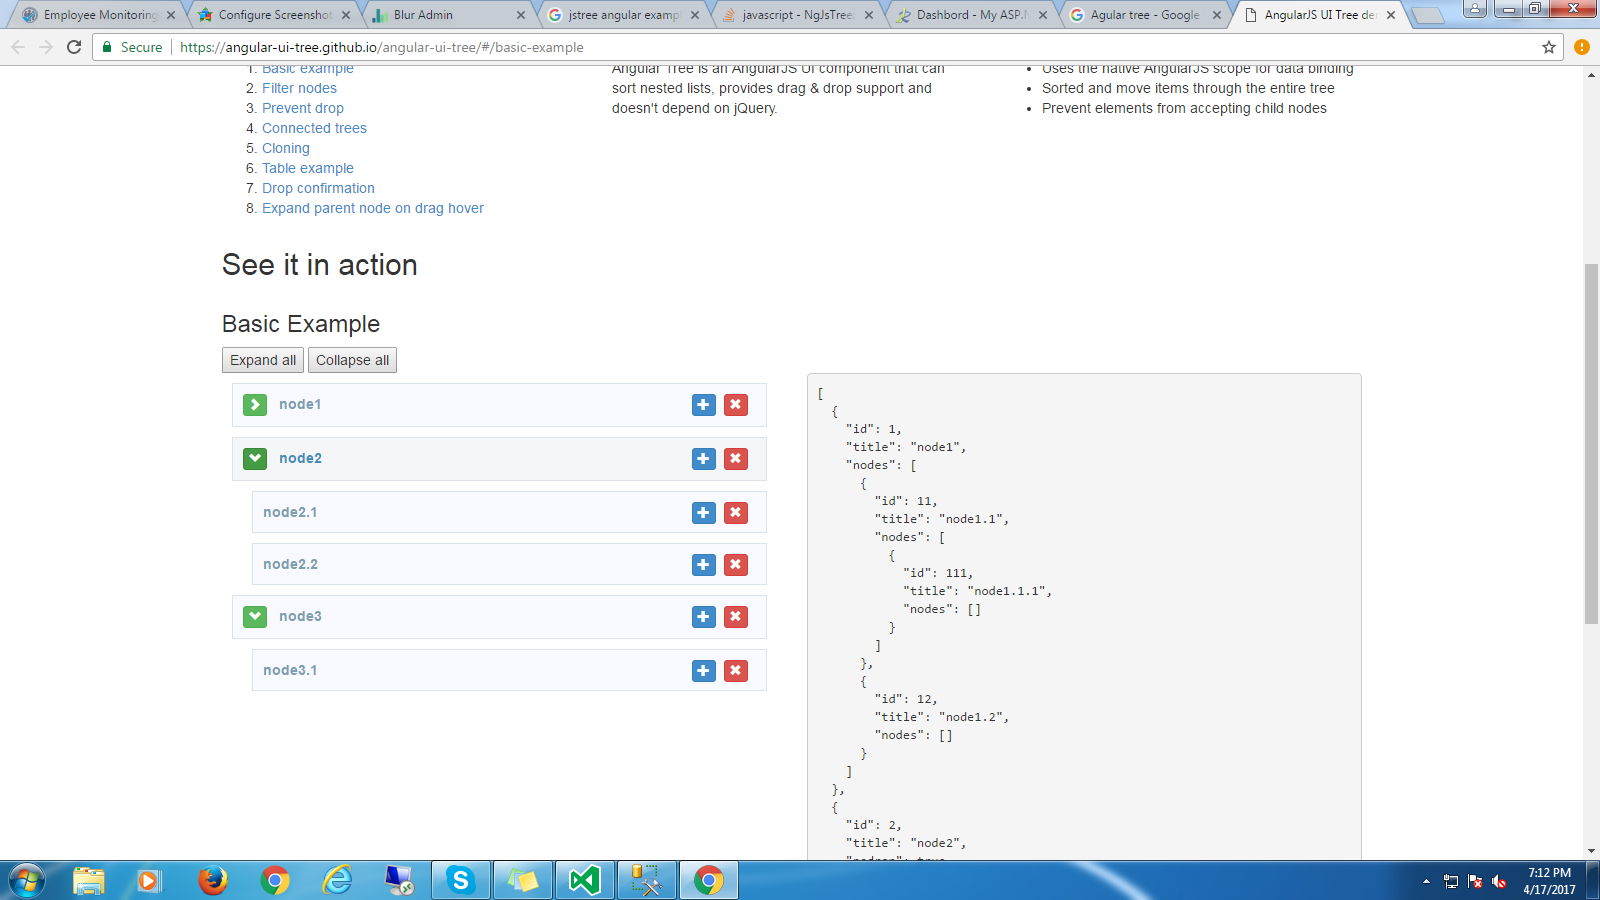 Employee Monitoring
Configure Screenshot
Blur Admin
jstree angular exampl
javascript - NgJsTree
Dashbord - My ASP.N
Agular tree - Google
AngularJS UI Tree de
Secure
https://angular-ui-tree.github.io/angular-ui-tree/#/basic-example
1. Basic example
2. Filter nodes
3. Prevent drop
4. Connected trees
5. Cloning
6. Table example
7. Drop confirmation
8. Expand parent node on drag hover
Angular Tree is an AngularJS UI component that can
sort nested lists, provides drag & drop support and
doesn't depend on jQuery.
• Uses the native AngularJS scope for data binding
• Sorted and move items through the entire tree
• Prevent elements from accepting child nodes
See it in action
Basic Example
Expand all
Collapse all
node1
node2
node2.1
node2.2
node3
node3.1
[
{
"id": 1,
"title": "node1",
"nodes": [
{
"id": 11,
"title": "node1.1",
"nodes": [
{
"id": 111,
"title": "node1.1.1",
"nodes": []
}
]
},
{
"id": 12,
"title": "node1.2",
"nodes": []
}
]
},
{
"id": 2,
"title": "node2",
"nodrop": true,
7:12 PM
4/17/2017